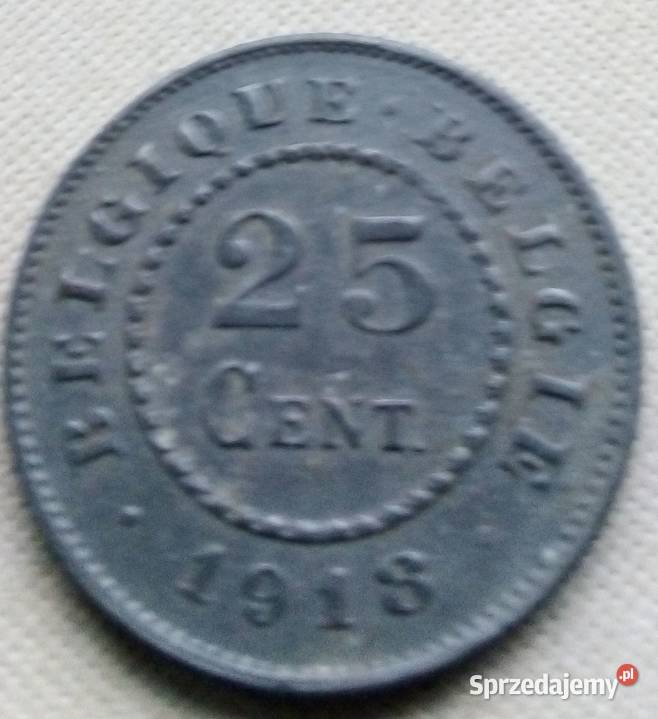 BELGIQUE · BELGIË
25
CENT.
· 1918 ·
Sprzedajemy.pl